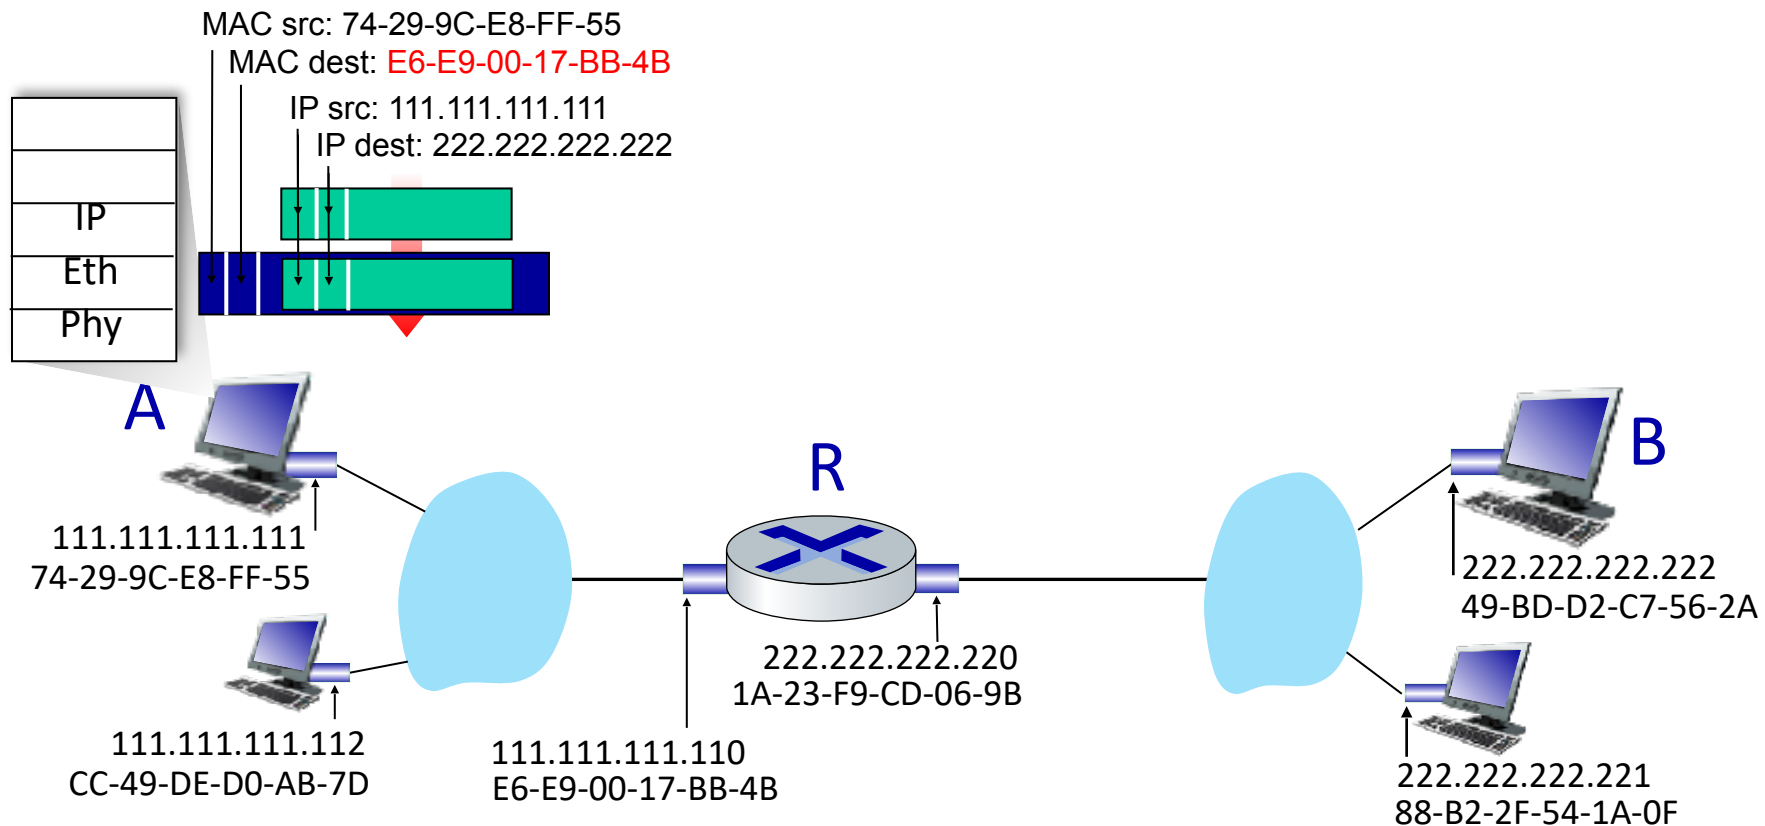 MAC src: 74-29-9C-E8-FF-55
MAC dest: E6-E9-00-17-BB-4B
IP src: 111.111.111.111
IP dest: 222.222.222.222
IP
Eth
Phy
A
R
B
111.111.111.111
74-29-9C-E8-FF-55
222.222.222.222
49-BD-D2-C7-56-2A
222.222.222.220
1A-23-F9-CD-06-9B
111.111.111.112
CC-49-DE-D0-AB-7D
111.111.111.110
E6-E9-00-17-BB-4B
222.222.222.221
88-B2-2F-54-1A-0F